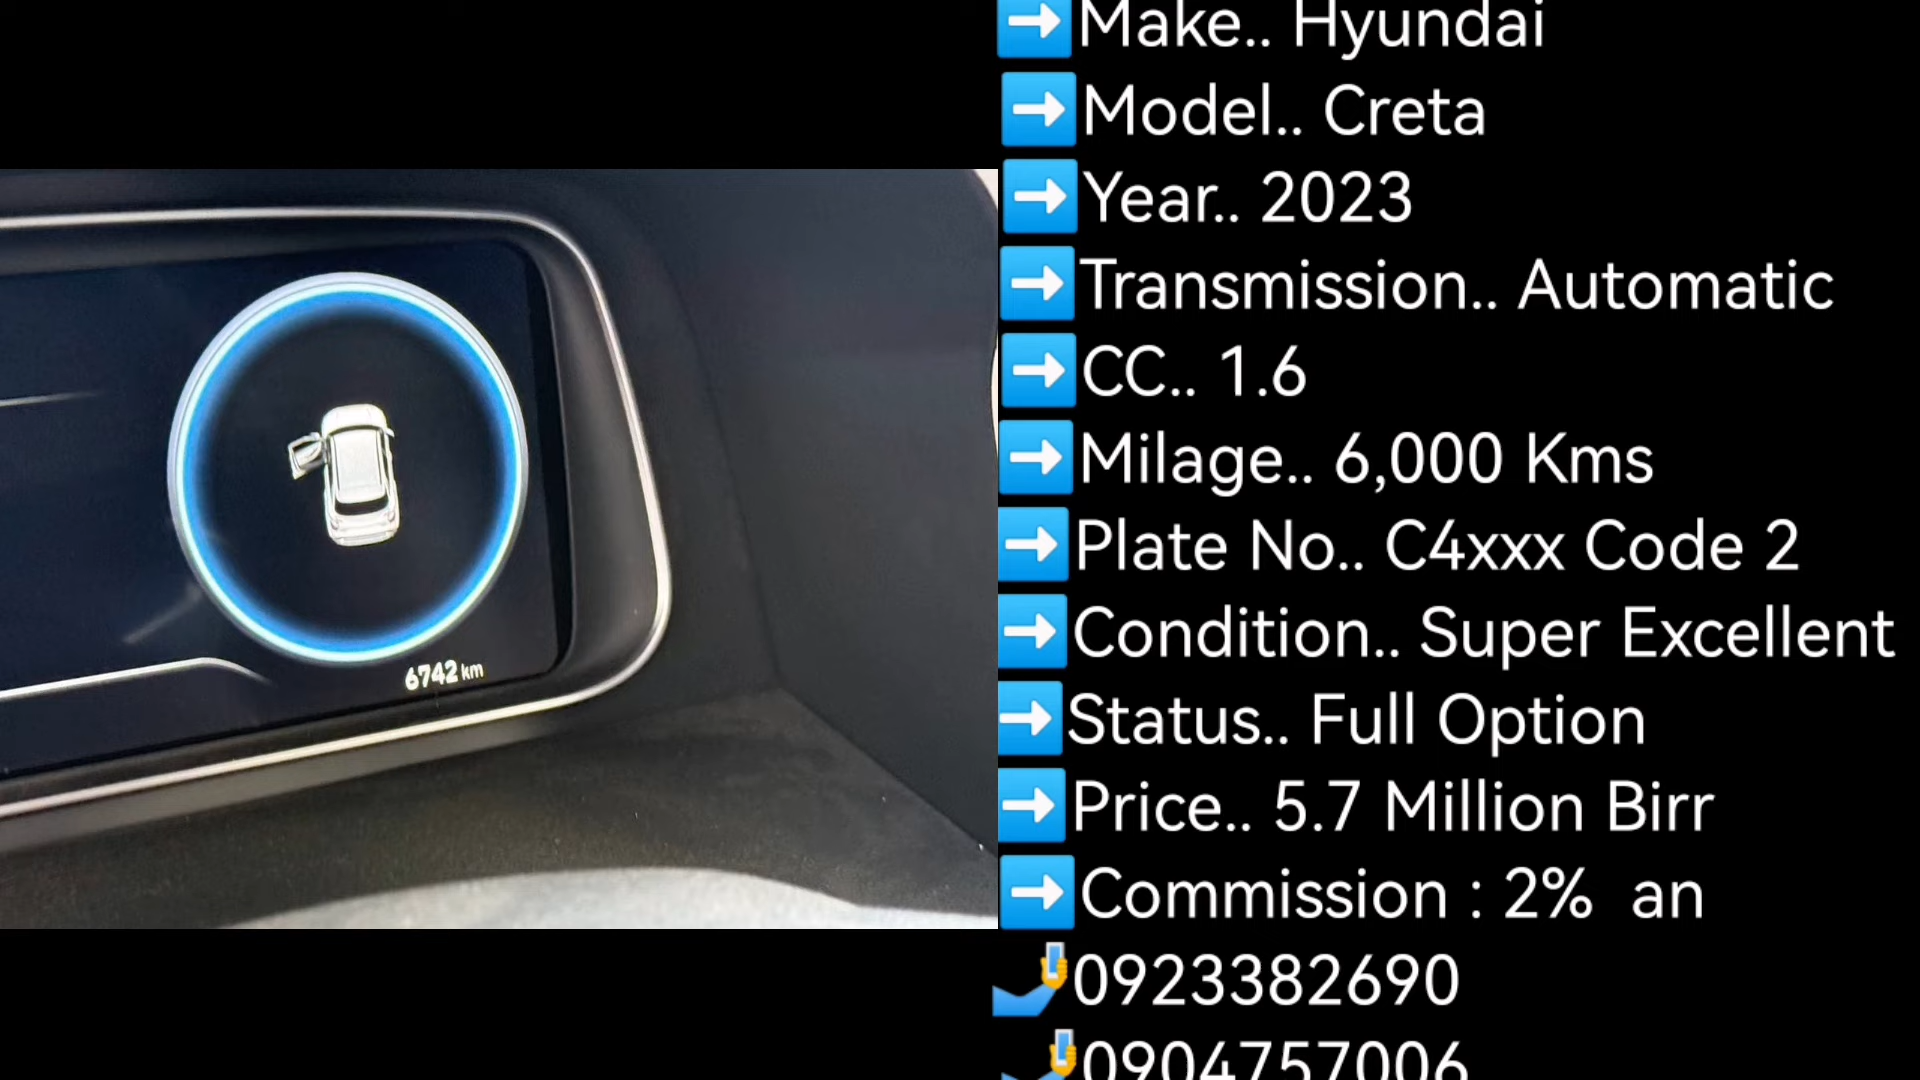 6742 km
Make.. Hyundai
Model.. Creta
Year.. 2023
Transmission.. Automatic
CC.. 1.6
Milage.. 6,000 Kms
Plate No.. C4xxx Code 2
Condition.. Super Excellent
Status.. Full Option
Price.. 5.7 Million Birr
Commission : 2% an
0923382690
0904757006